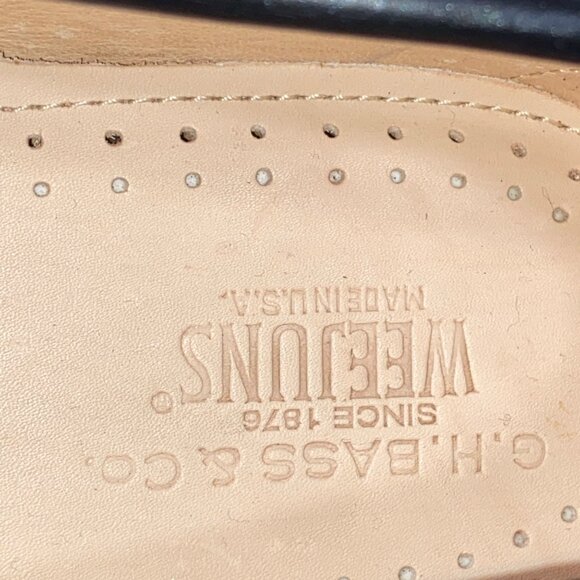 G.H. BASS & Co.
SINCE 1876
WEEJUNS®
MADE IN U.S.A.